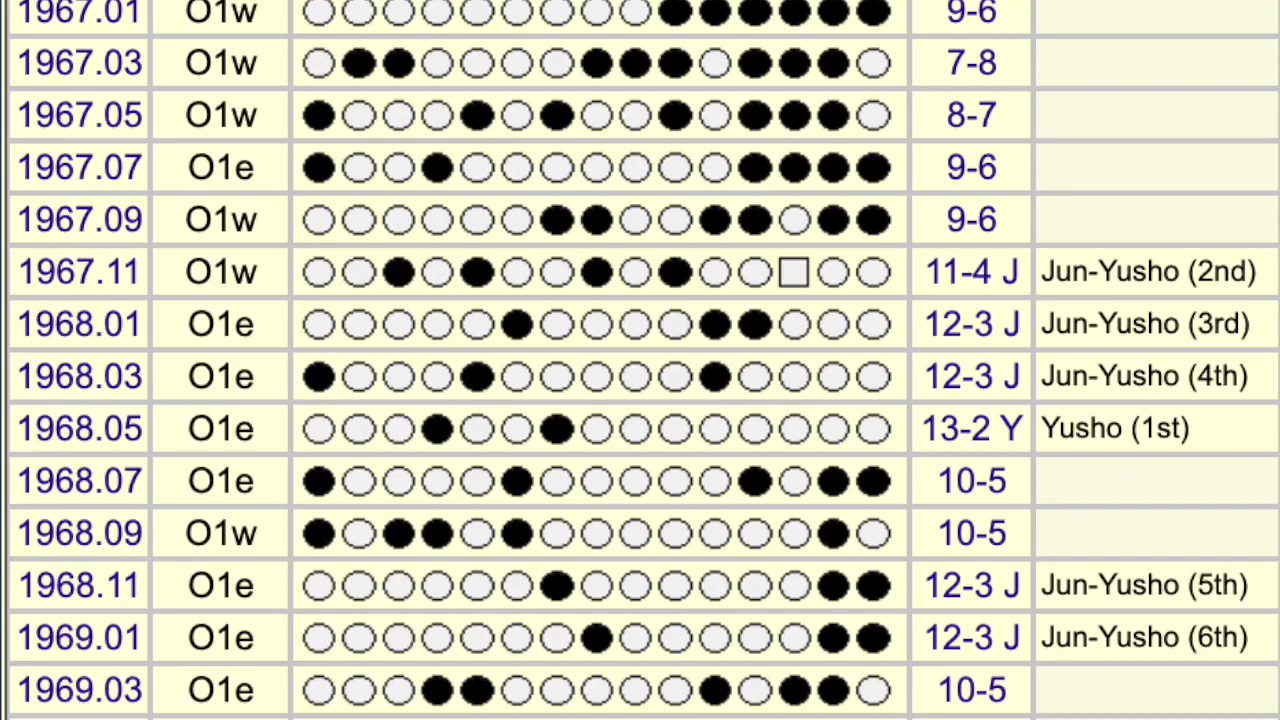 1967.01 O1w 9-6
1967.03 O1w 7-8
1967.05 O1w 8-7
1967.07 O1e 9-6
1967.09 O1w 9-6
1967.11 O1w 11-4 J Jun-Yusho (2nd)
1968.01 O1e 12-3 J Jun-Yusho (3rd)
1968.03 O1e 12-3 J Jun-Yusho (4th)
1968.05 O1e 13-2 Y Yusho (1st)
1968.07 O1e 10-5
1968.09 O1w 10-5
1968.11 O1e 12-3 J Jun-Yusho (5th)
1969.01 O1e 12-3 J Jun-Yusho (6th)
1969.03 O1e 10-5